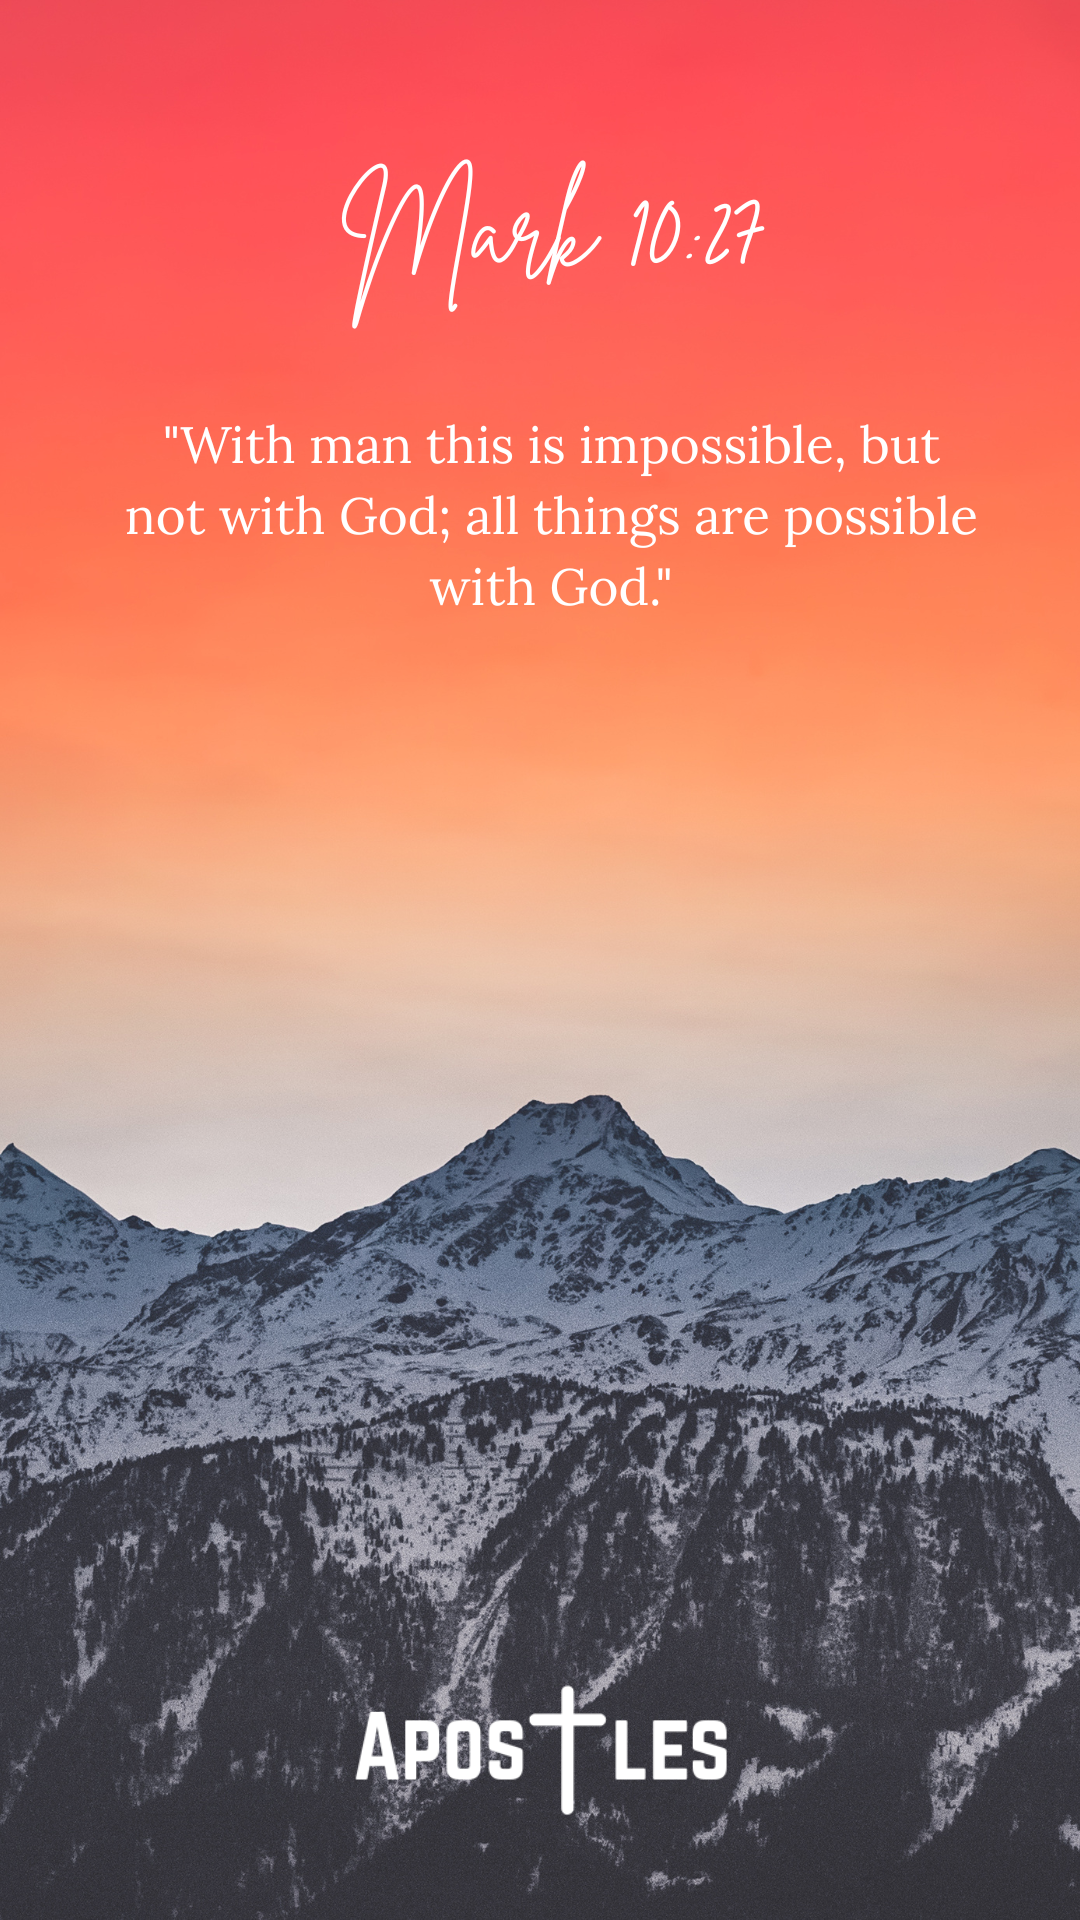 Mark 10:27
"With man this is impossible, but
not with God; all things are possible
with God."
APOSTLES